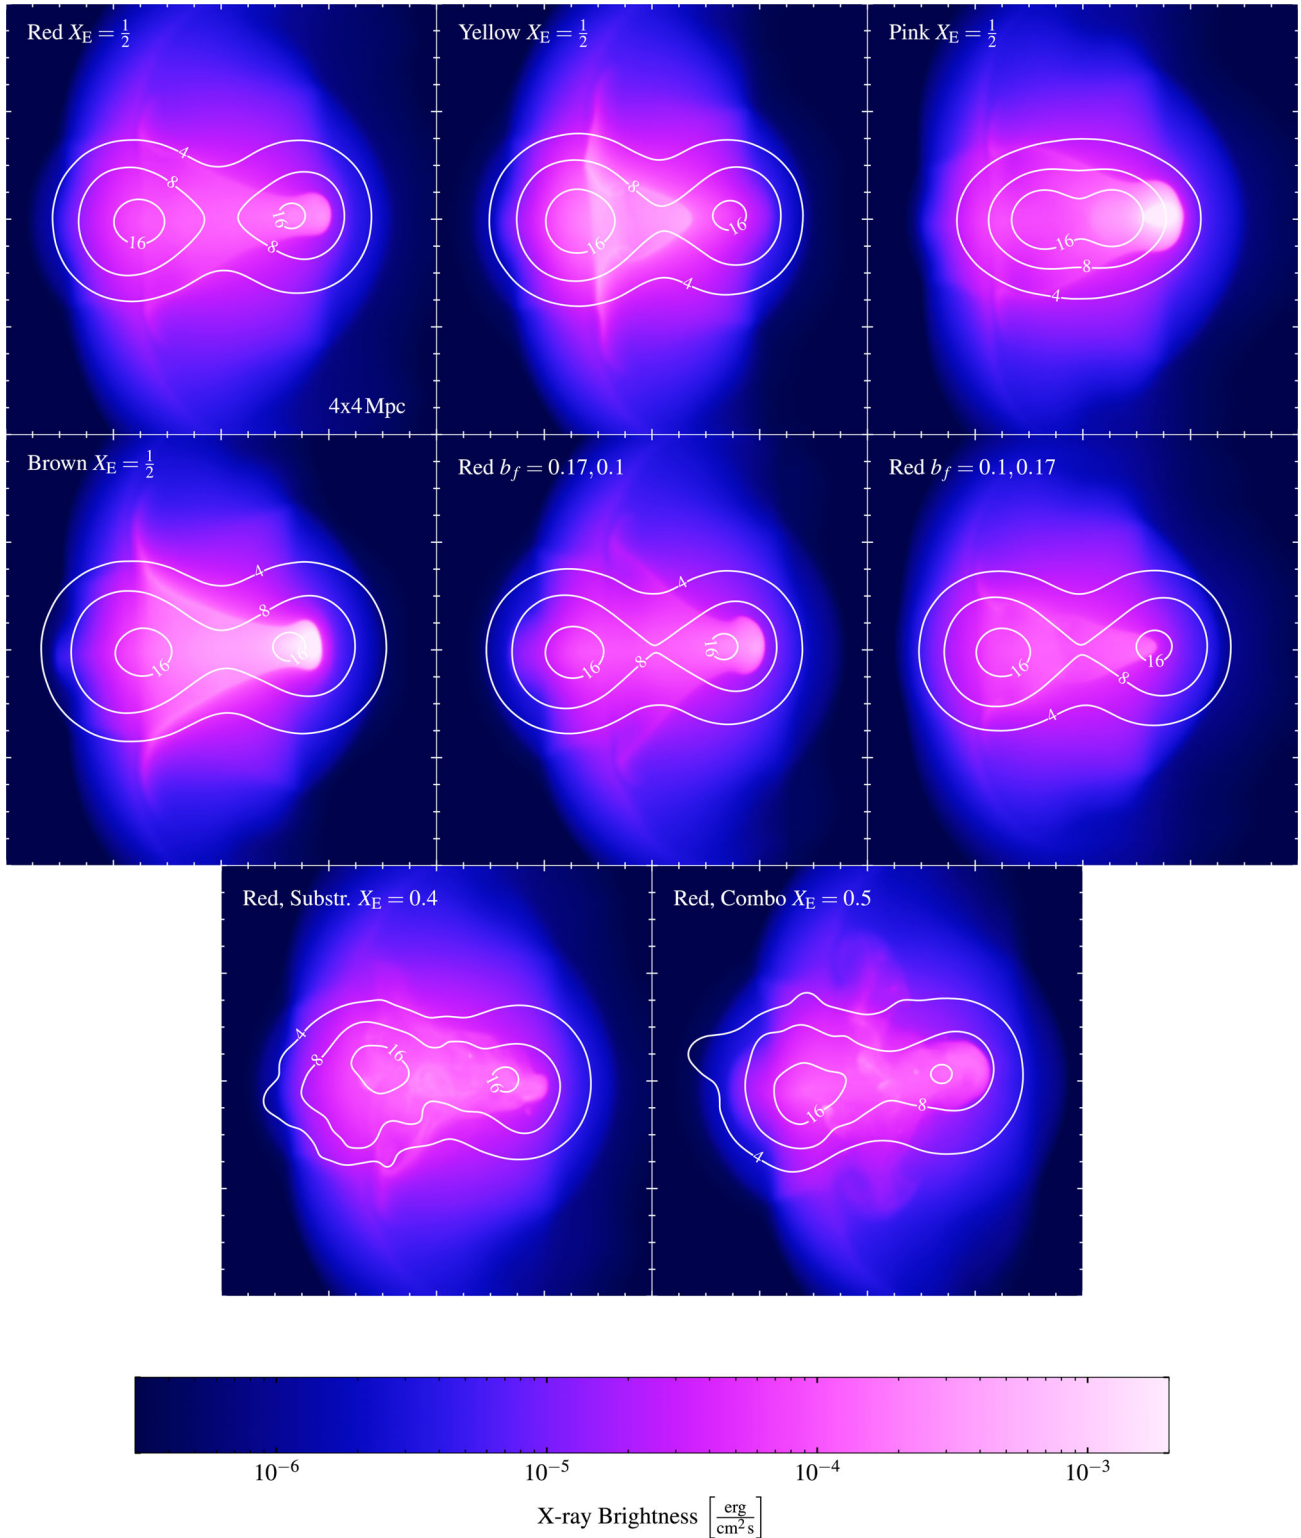 Red X_E = 1/2
4
8
16
16
8
4x4 Mpc
Yellow X_E = 1/2
8
16
16
4
Pink X_E = 1/2
16
8
4
Brown X_E = 1/2
4
8
16
16
Red b_f = 0.17, 0.1
4
16
8
16
Red b_f = 0.1, 0.17
16
16
8
4
Red, Substr. X_E = 0.4
4
8
16
16
Red, Combo X_E = 0.5
16
8
4
10⁻⁶ 10⁻⁵ 10⁻⁴ 10⁻³
X-ray Brightness [erg/cm² s]